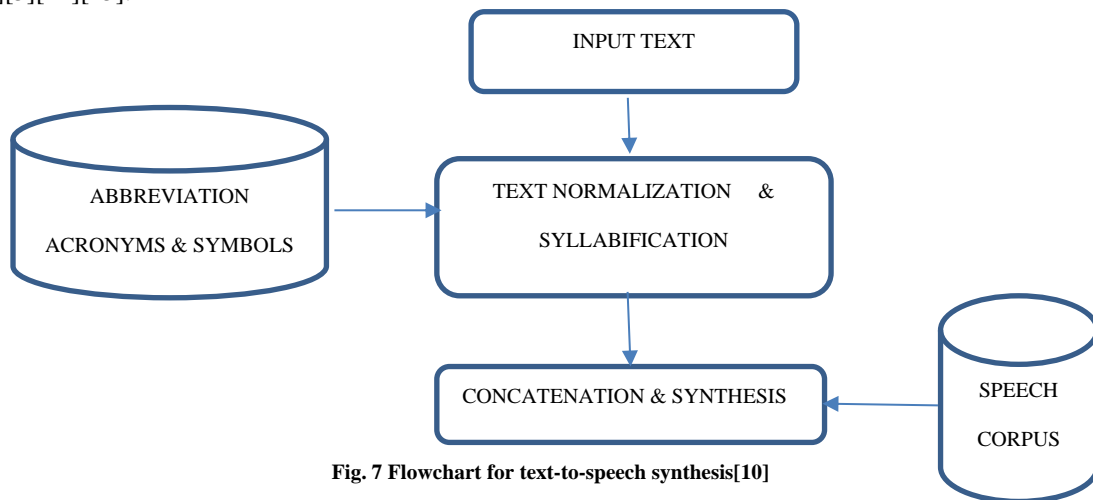 INPUT TEXT
ABBREVIATION
ACRONYMS & SYMBOLS
TEXT NORMALIZATION &
SYLLABIFICATION
CONCATENATION & SYNTHESIS
SPEECH
CORPUS
Fig. 7 Flowchart for text-to-speech synthesis[10]